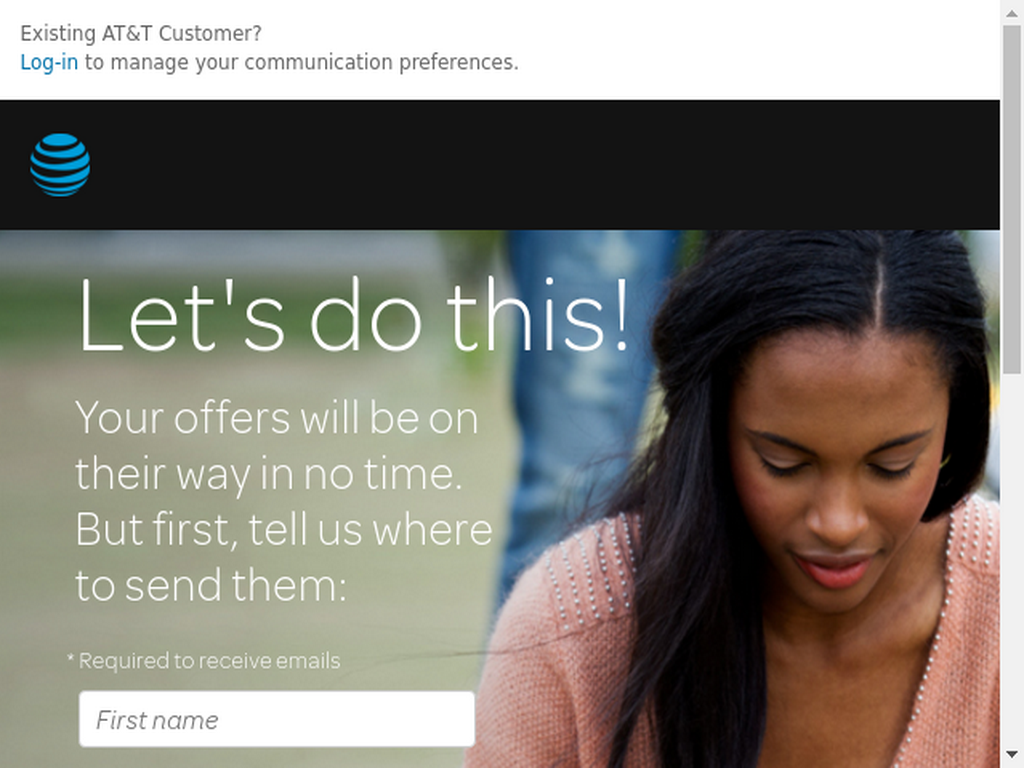 Existing AT&T Customer?
Log-in to manage your communication preferences.
Let's do this!
Your offers will be on
their way in no time.
But first, tell us where
to send them:
* Required to receive emails
First name